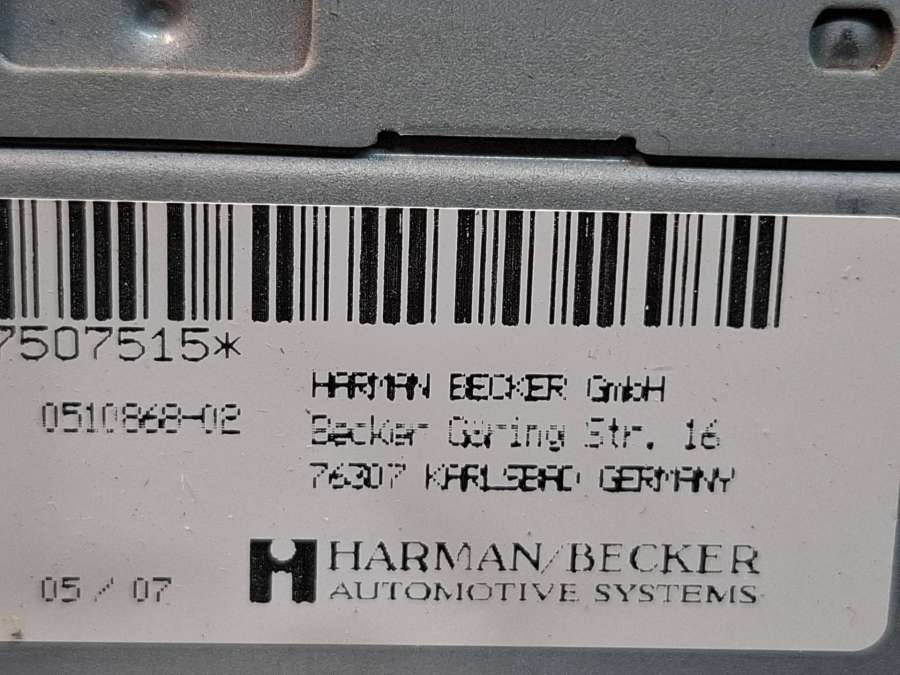 7507515*
0510868-02
HARMAN BECKER GmbH
Becker Göring Str. 16
76307 KARLSBAD GERMANY
05 / 07
HARMAN/BECKER
AUTOMOTIVE SYSTEMS